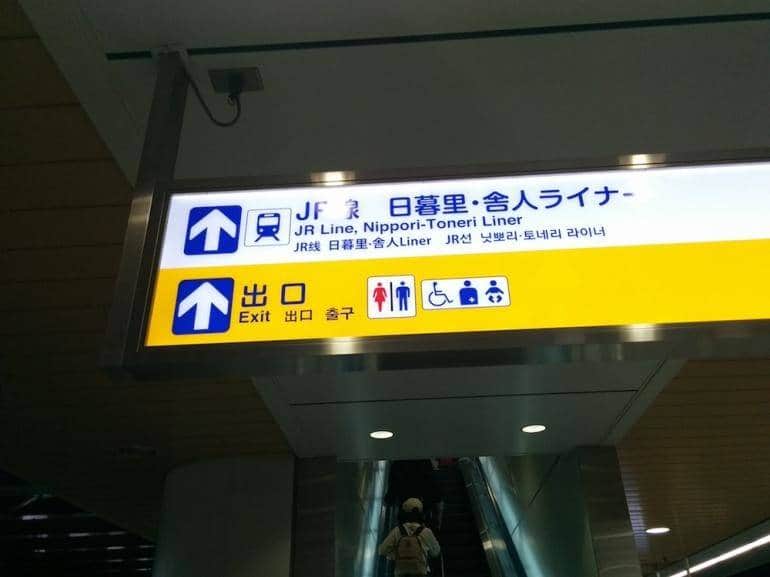 JR線 日暮里・舎人ライナー
JR Line, Nippori-Toneri Liner
JR线 日暮里·舍人Liner JR선 닛뽀리·토네리 라이너
出口
Exit 出口 출구